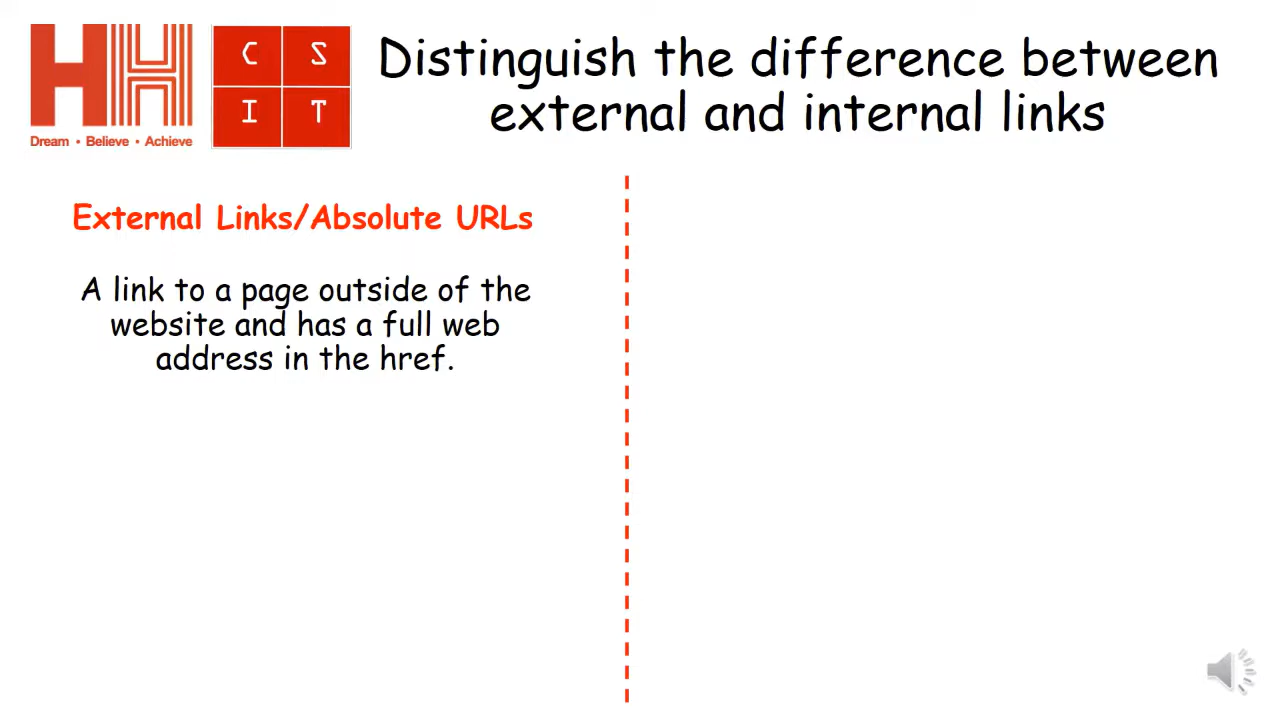 HH
C S
I T
Dream • Believe • Achieve
Distinguish the difference between
external and internal links
External Links/Absolute URLs
A link to a page outside of the
website and has a full web
address in the href.